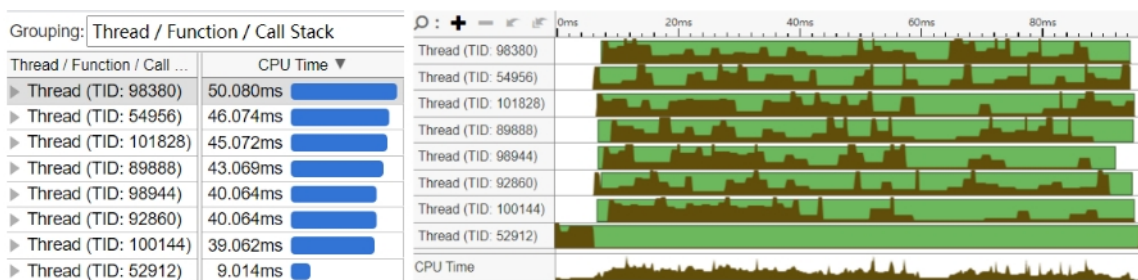 Grouping: Thread / Function / Call Stack
Thread / Function / Call ... CPU Time ▼
Thread (TID: 98380) 50.080ms
Thread (TID: 54956) 46.074ms
Thread (TID: 101828) 45.072ms
Thread (TID: 89888) 43.069ms
Thread (TID: 98944) 40.064ms
Thread (TID: 92860) 40.064ms
Thread (TID: 100144) 39.062ms
Thread (TID: 52912) 9.014ms
0ms 20ms 40ms 60ms 80ms
Thread (TID: 98380)
Thread (TID: 54956)
Thread (TID: 101828)
Thread (TID: 89888)
Thread (TID: 98944)
Thread (TID: 92860)
Thread (TID: 100144)
Thread (TID: 52912)
CPU Time